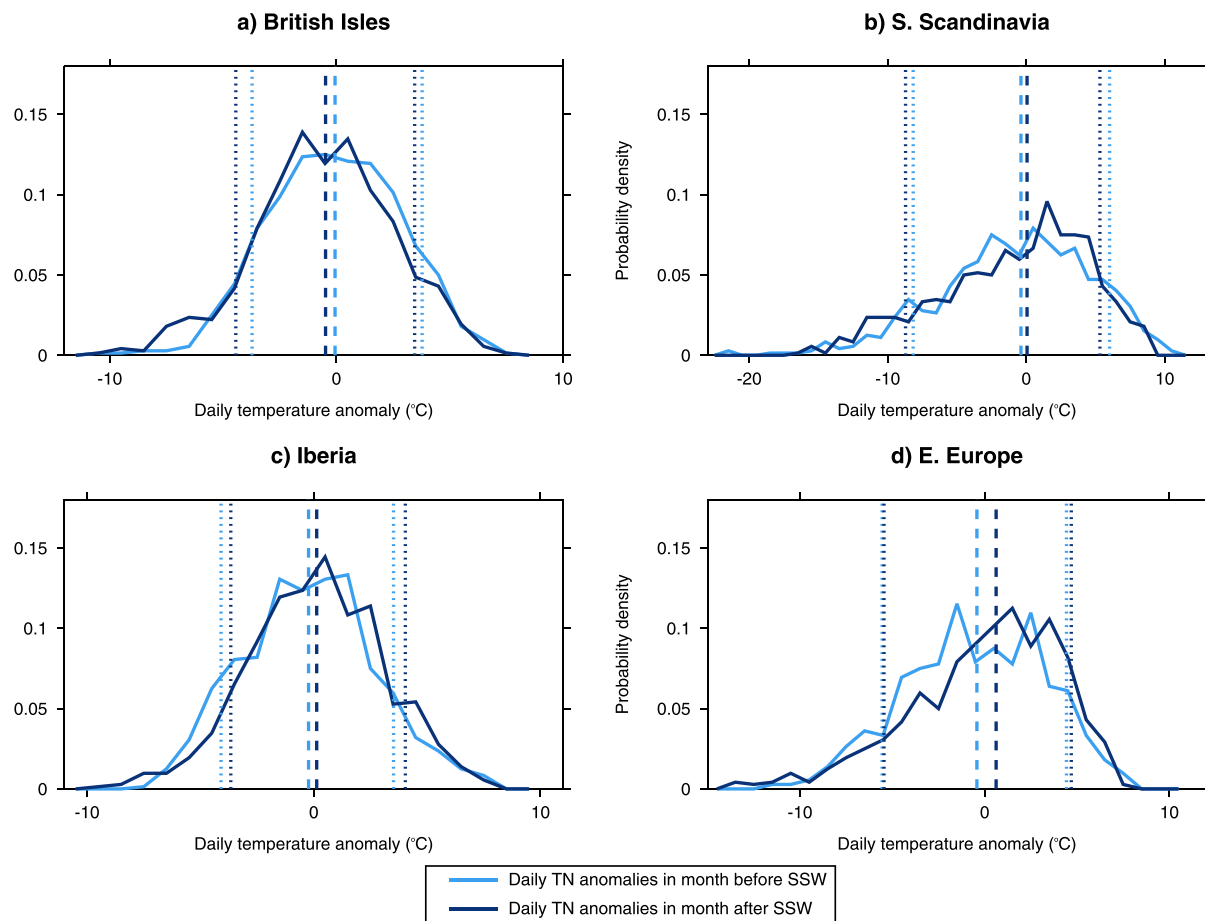 a) British Isles
b) S. Scandinavia
0.15
0.1
0.05
0
-10
0
10
Daily temperature anomaly (°C)
Probability density
0.15
0.1
0.05
0
-20
-10
0
10
Daily temperature anomaly (°C)
c) Iberia
d) E. Europe
0.15
0.1
0.05
0
-10
0
10
Daily temperature anomaly (°C)
Probability density
0.15
0.1
0.05
0
-10
0
10
Daily temperature anomaly (°C)
Daily TN anomalies in month before SSW
Daily TN anomalies in month after SSW